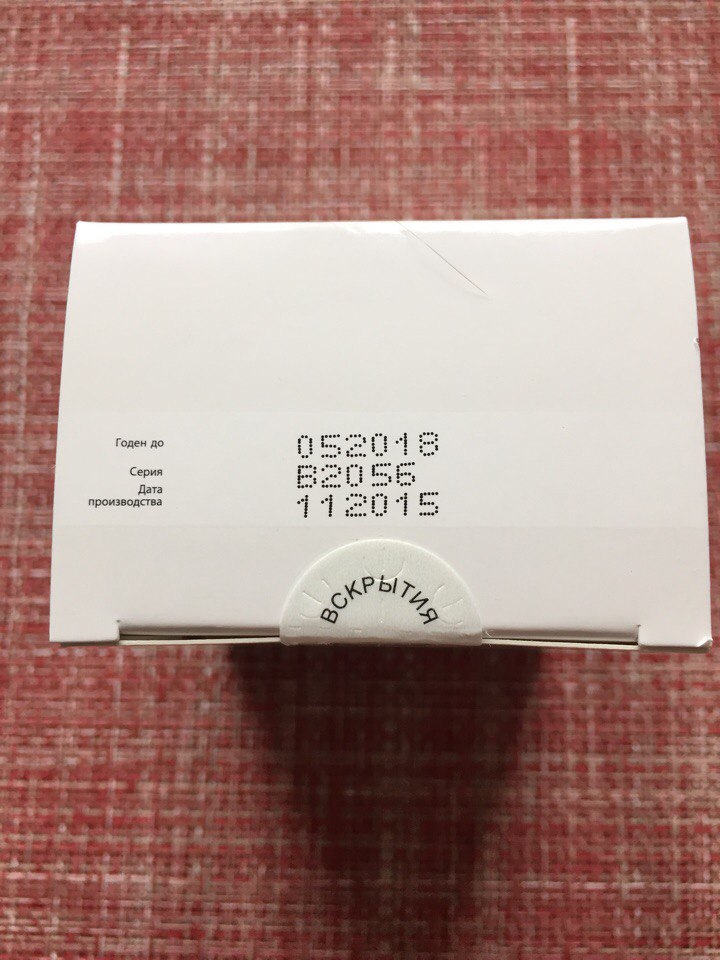 Годен до 052018
Серия B2056
Дата
производства 112015
ВСКРЫТИЯ